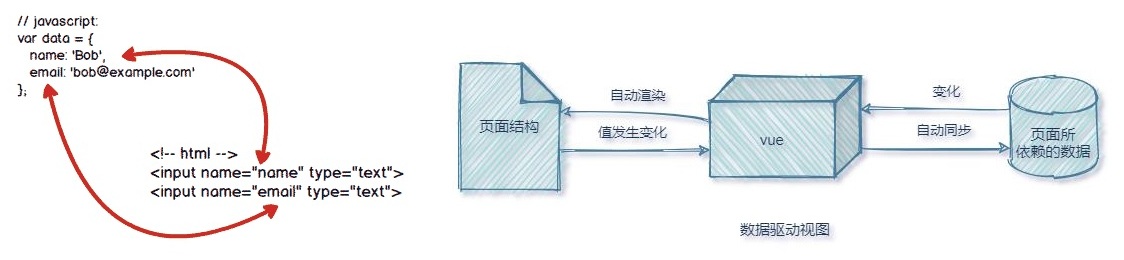 // javascript:
var data = {
name: 'Bob',
email: 'bob@example.com'
};
<!-- html -->
<input name="name" type="text">
<input name="email" type="text">
页面结构
自动渲染
值发生变化
vue
变化
自动同步
页面所
依赖的数据
数据驱动视图